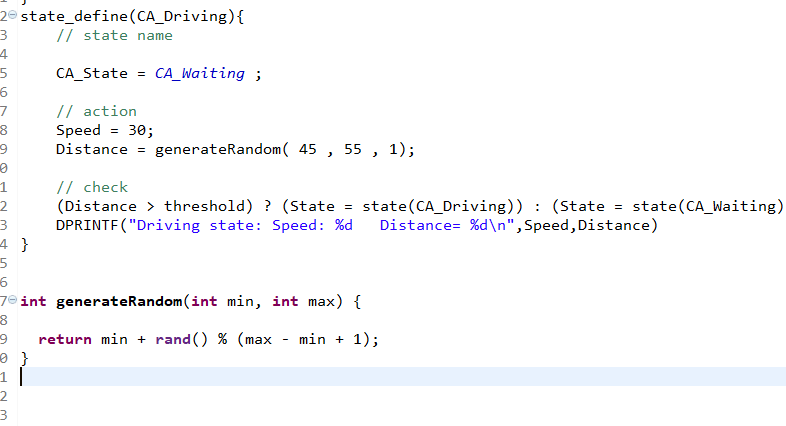 }
2 state_define(CA_Driving){
3 // state name
4
5 CA_State = CA_Waiting ;
6
7 // action
8 Speed = 30;
9 Distance = generateRandom( 45 , 55 , 1);
0
1 // check
2 (Distance > threshold) ? (State = state(CA_Driving)) : (State = state(CA_Waiting)
3 DPRINTF("Driving state: Speed: %d   Distance= %d\n",Speed,Distance)
4 }
5
6
7 int generateRandom(int min, int max) {
8
9 return min + rand() % (max - min + 1);
0 }
1
2
3